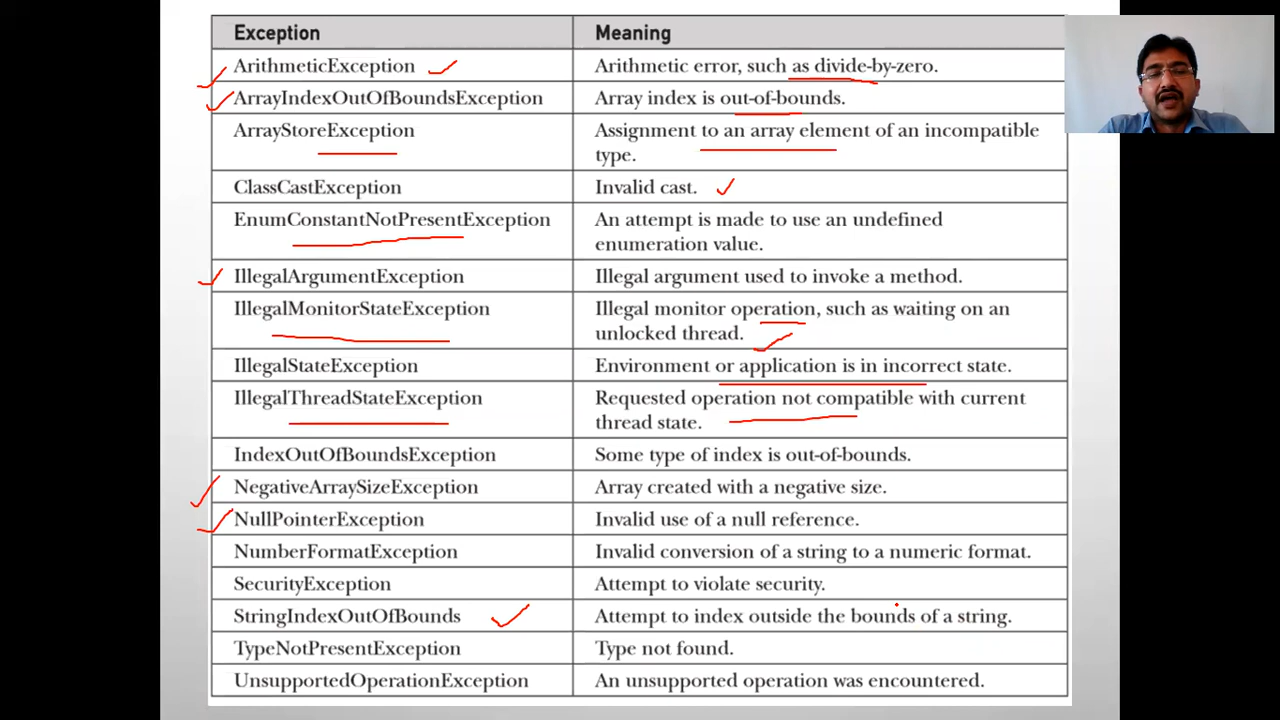 Exception Meaning
ArithmeticException Arithmetic error, such as divide-by-zero.
ArrayIndexOutOfBoundsException Array index is out-of-bounds.
ArrayStoreException Assignment to an array element of an incompatible
type.
ClassCastException Invalid cast.
EnumConstantNotPresentException An attempt is made to use an undefined
enumeration value.
IllegalArgumentException Illegal argument used to invoke a method.
IllegalMonitorStateException Illegal monitor operation, such as waiting on an
unlocked thread.
IllegalStateException Environment or application is in incorrect state.
IllegalThreadStateException Requested operation not compatible with current
thread state.
IndexOutOfBoundsException Some type of index is out-of-bounds.
NegativeArraySizeException Array created with a negative size.
NullPointerException Invalid use of a null reference.
NumberFormatException Invalid conversion of a string to a numeric format.
SecurityException Attempt to violate security.
StringIndexOutOfBounds Attempt to index outside the bounds of a string.
TypeNotPresentException Type not found.
UnsupportedOperationException An unsupported operation was encountered.